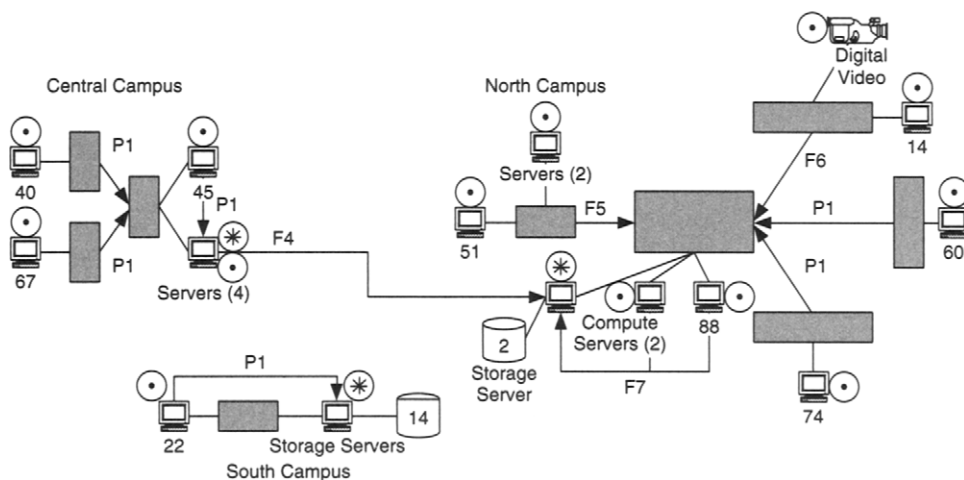 Central Campus
P1
40
45
P1
67
P1
Servers (4)
F4
P1
22
Storage Servers
14
South Campus
North Campus
Servers (2)
51
F5
2
Storage
Server
Compute
Servers (2)
88
F7
Digital
Video
14
F6
P1
60
P1
74